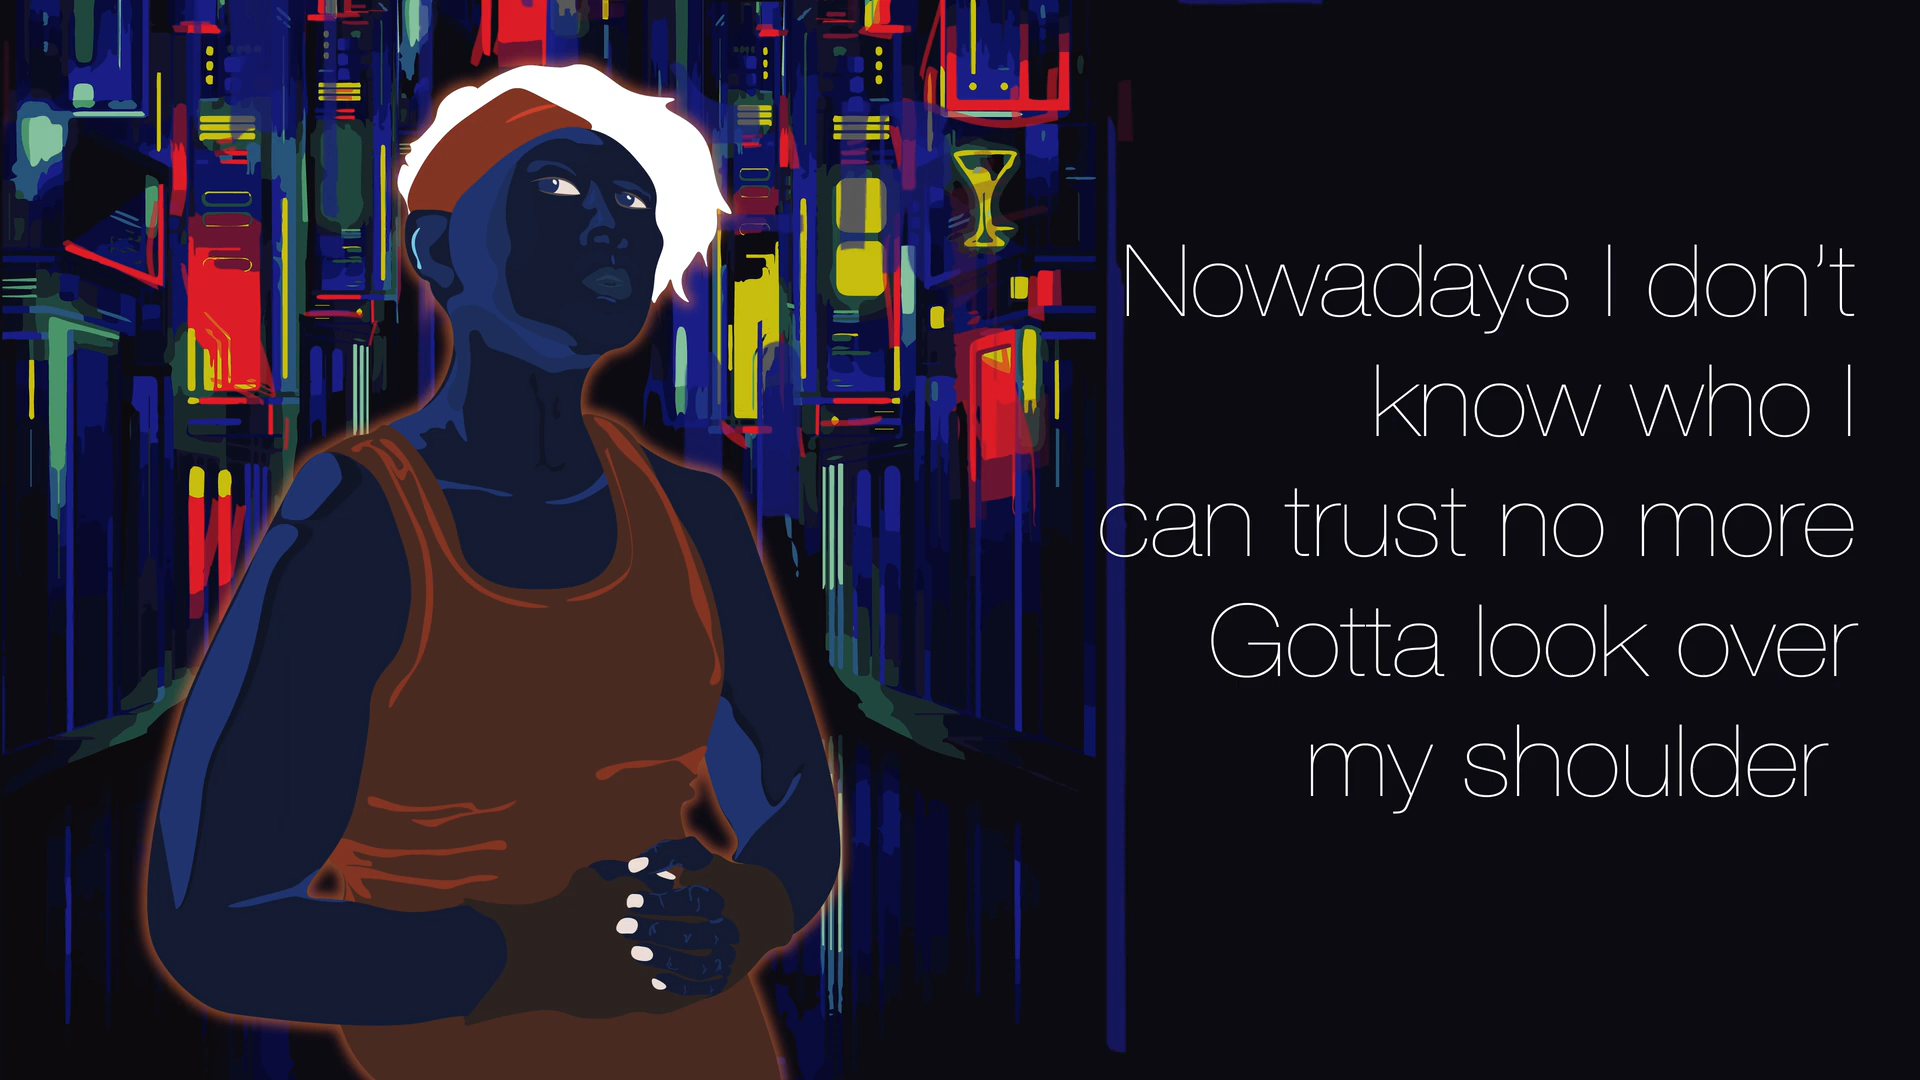 Nowadays I don’t
know who I
can trust no more
Gotta look over
my shoulder